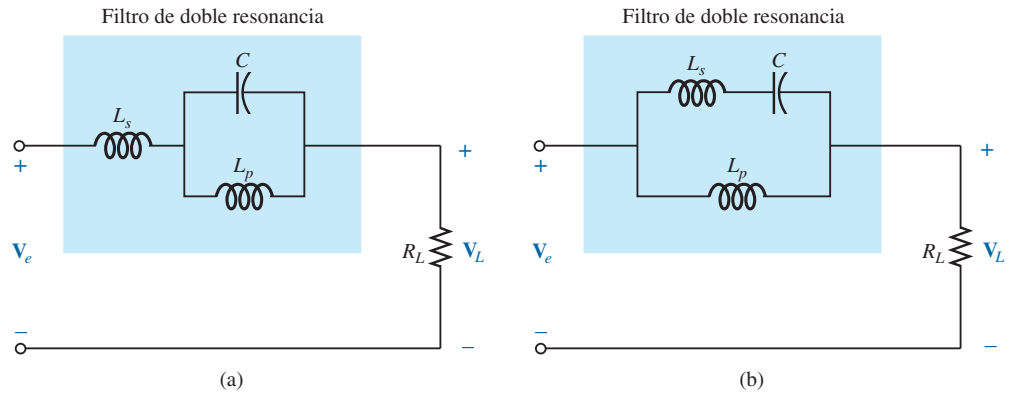 Filtro de doble resonancia
C
L_s
L_p
+
+
V_e
R_L
V_L
−
−
(a)
Filtro de doble resonancia
L_s
C
L_p
+
+
V_e
R_L
V_L
−
−
(b)